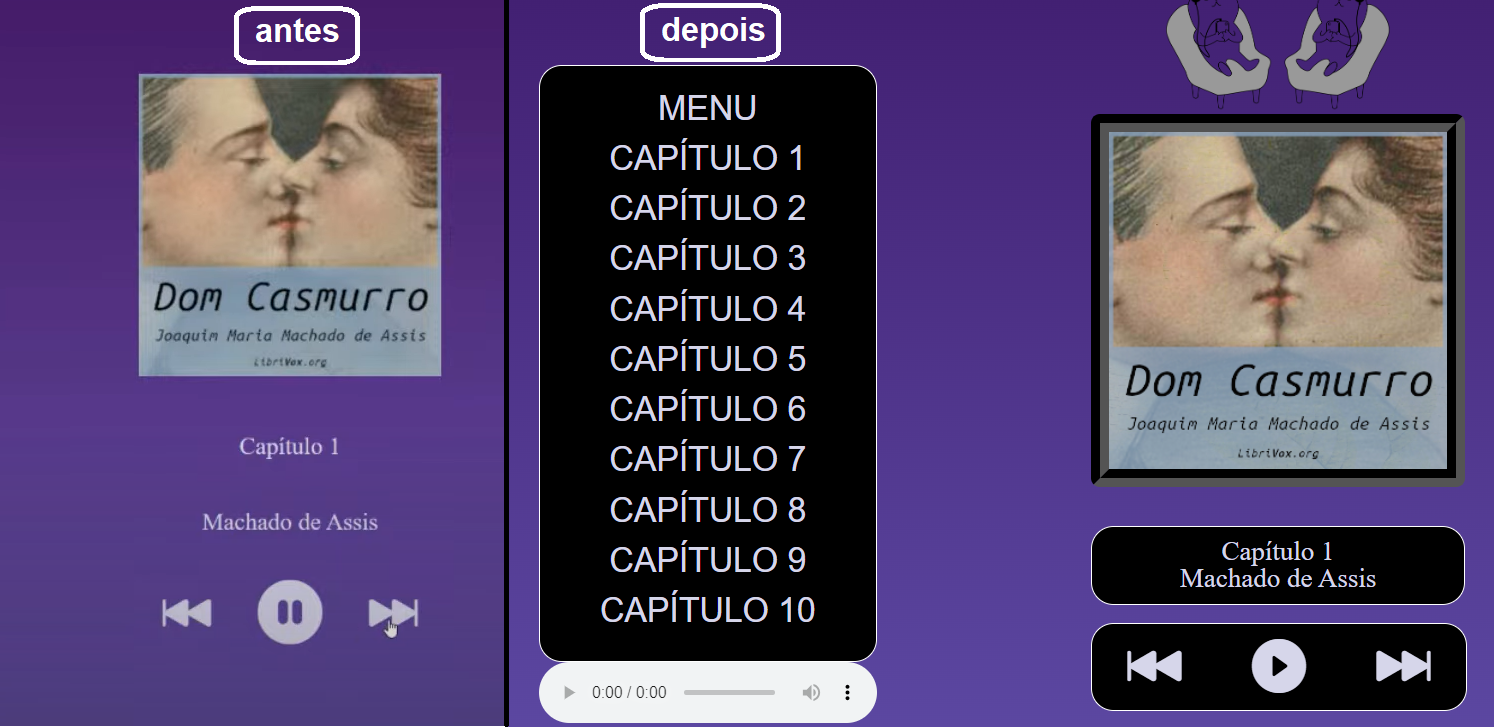 antes
Dom Casmurro
Joaquim Maria Machado de Assis
LibriVox.org
Capítulo 1
Machado de Assis
depois
MENU
CAPÍTULO 1
CAPÍTULO 2
CAPÍTULO 3
CAPÍTULO 4
CAPÍTULO 5
CAPÍTULO 6
CAPÍTULO 7
CAPÍTULO 8
CAPÍTULO 9
CAPÍTULO 10
0:00 / 0:00
Dom Casmurro
Joaquim Maria Machado de Assis
LibriVox.org
Capítulo 1
Machado de Assis